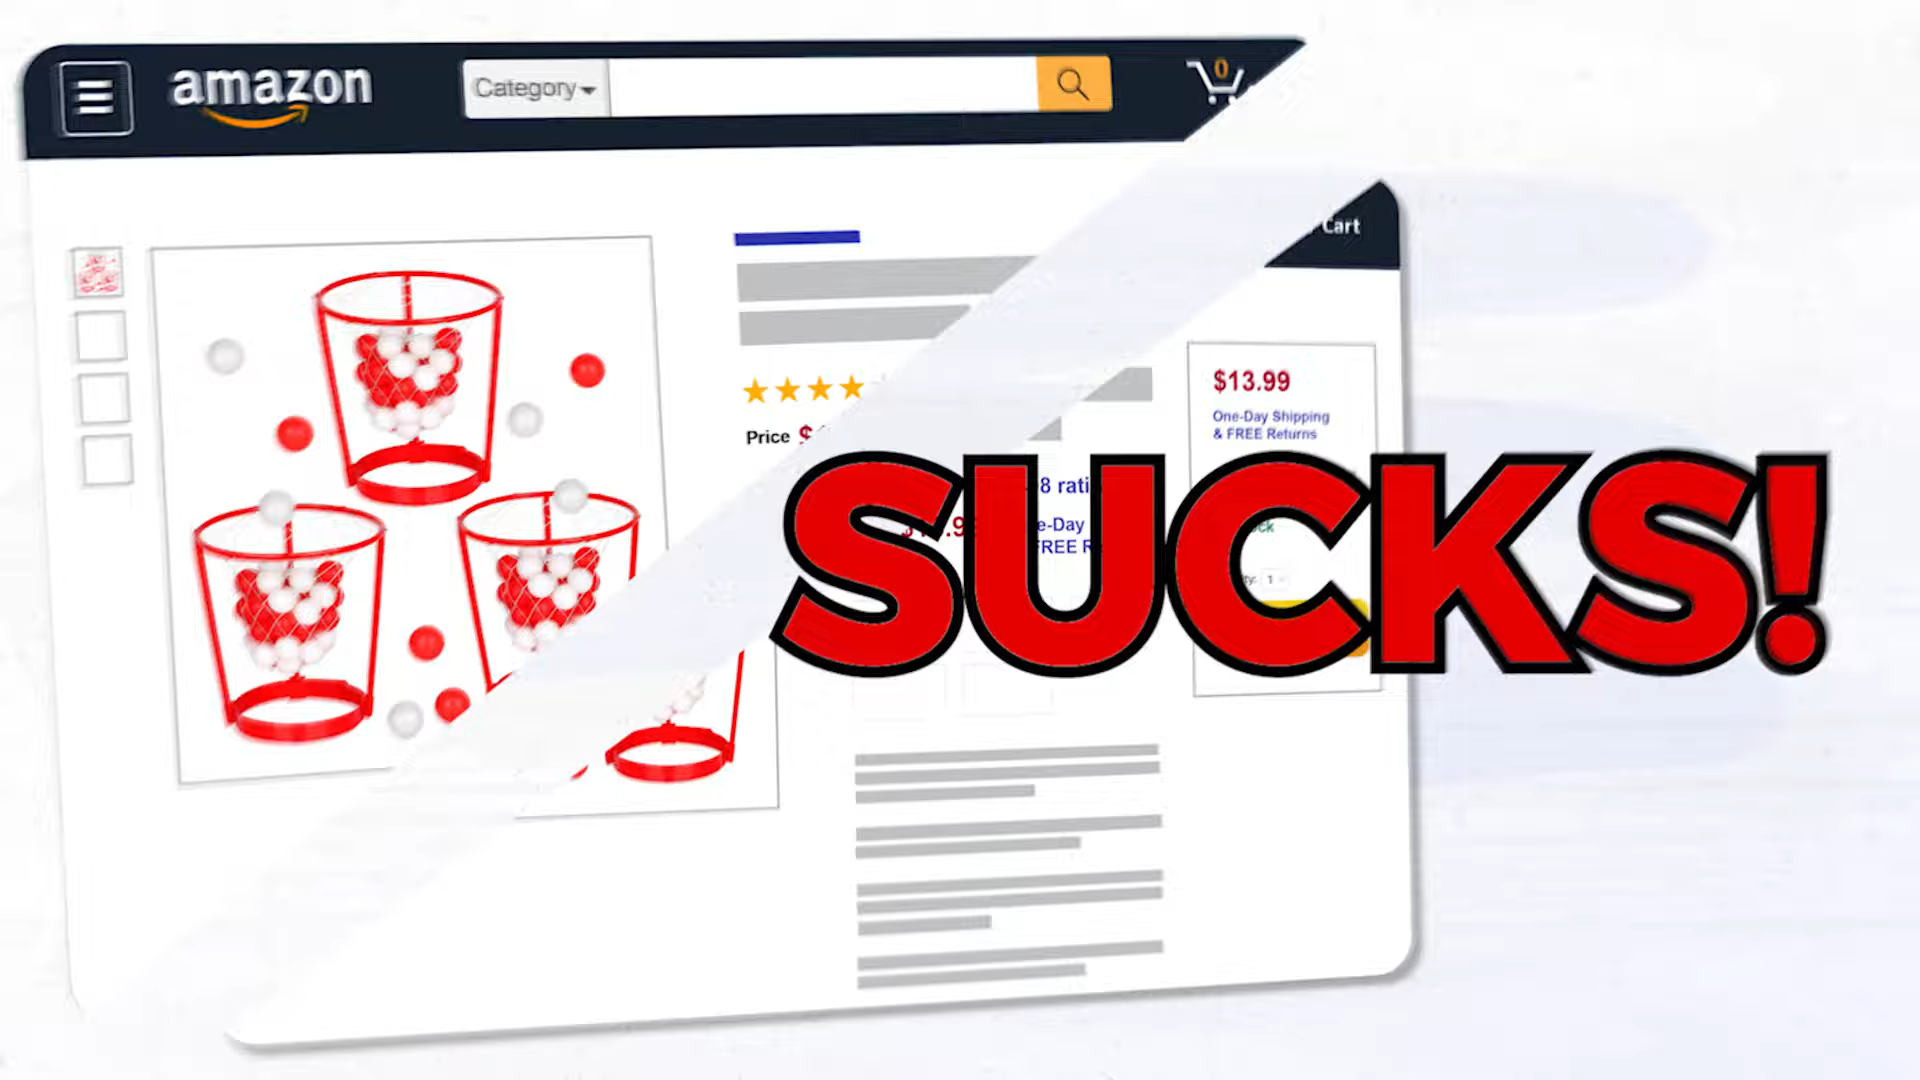 amazon
Category
0
Cart
Price $
$13.99
One-Day Shipping
& FREE Returns
SUCKS!